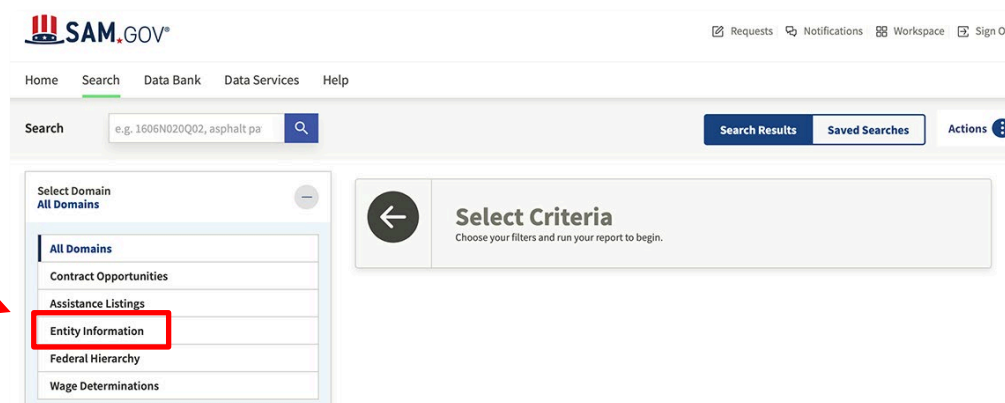 SAM.GOV®
Requests Notifications Workspace Sign O
Home Search Data Bank Data Services Help
Search e.g. 1606N020Q02, asphalt pa Search Results Saved Searches Actions
Select Domain
All Domains
Select Criteria
Choose your filters and run your report to begin.
All Domains
Contract Opportunities
Assistance Listings
Entity Information
Federal Hierarchy
Wage Determinations